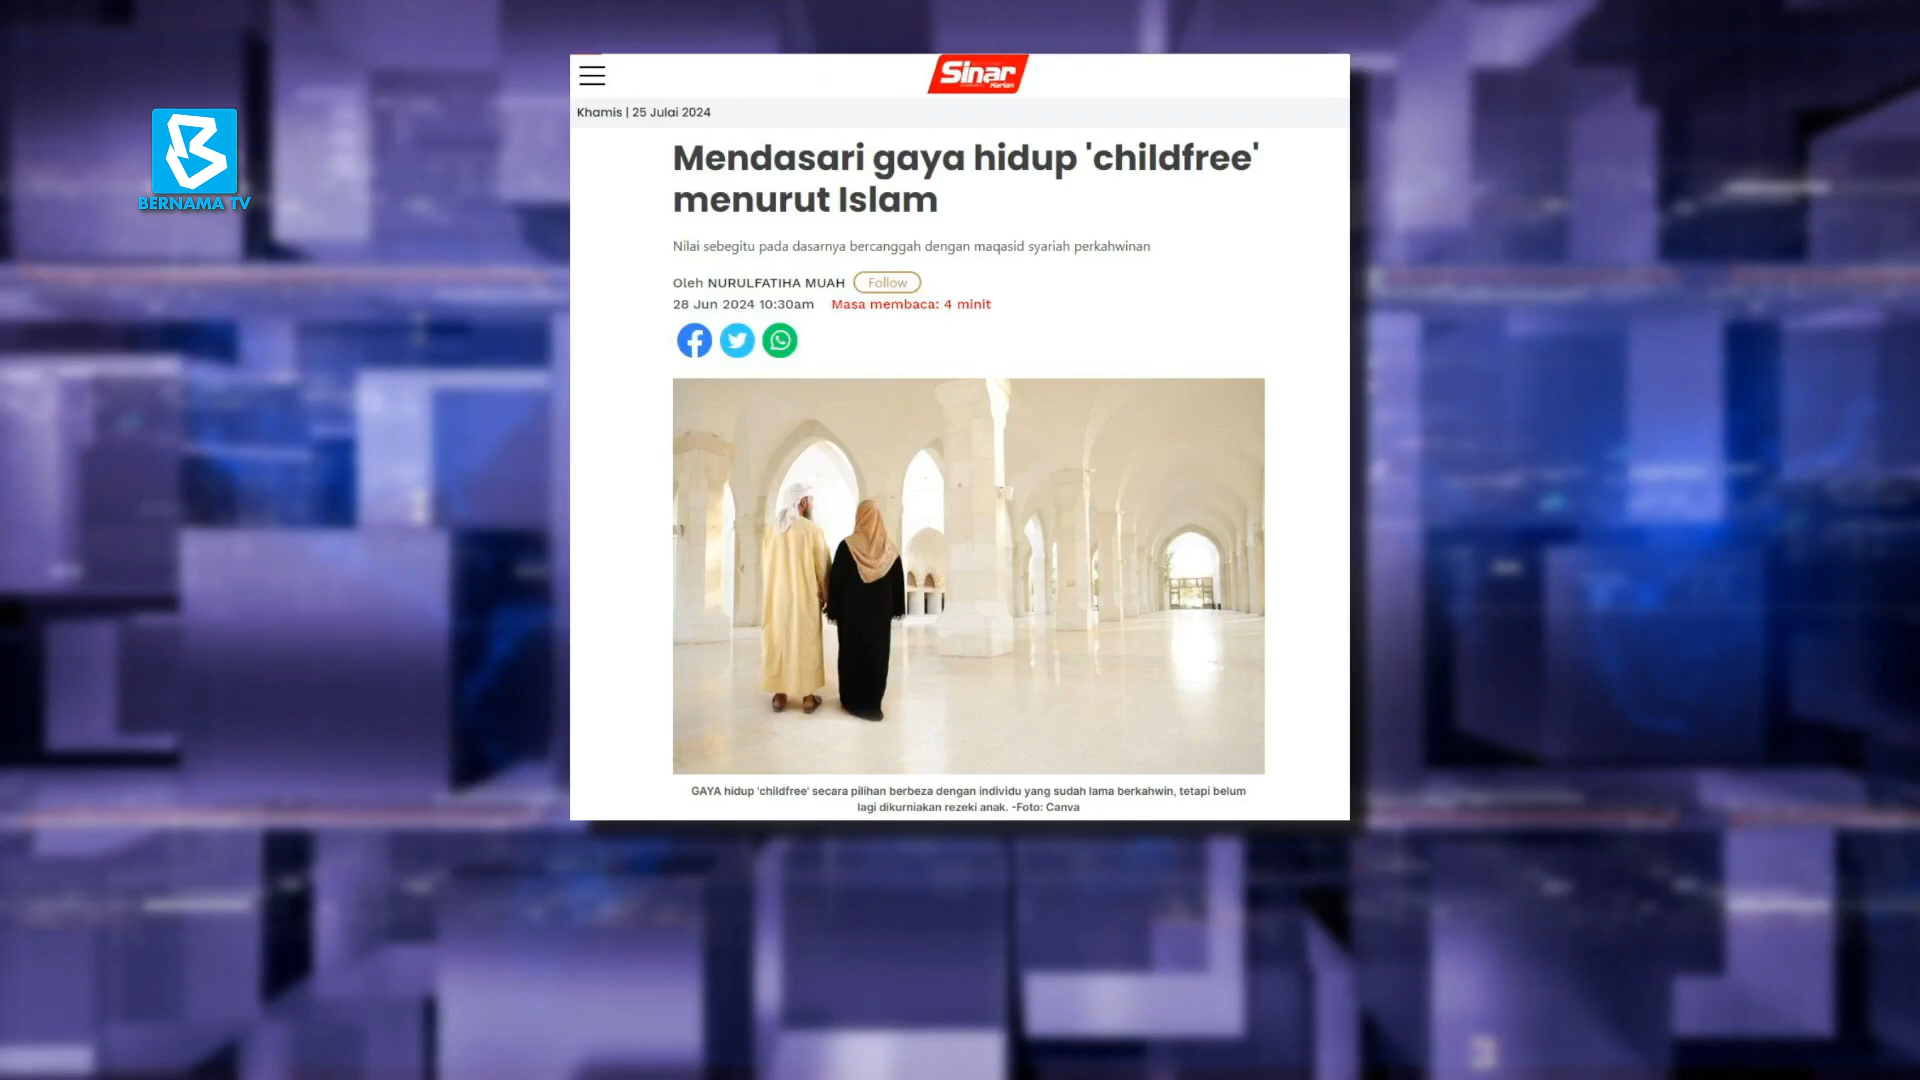 BERNAMA TV
Sinar
Harian
Khamis | 25 Julai 2024
Mendasari gaya hidup 'childfree'
menurut Islam
Nilai sebegitu pada dasarnya bercanggah dengan maqasid syariah perkahwinan
Oleh NURULFATIHA MUAH Follow
28 Jun 2024 10:30am Masa membaca: 4 minit
GAYA hidup 'childfree' secara pilihan berbeza dengan individu yang sudah lama berkahwin, tetapi belum
lagi dikurniakan rezeki anak. -Foto: Canva